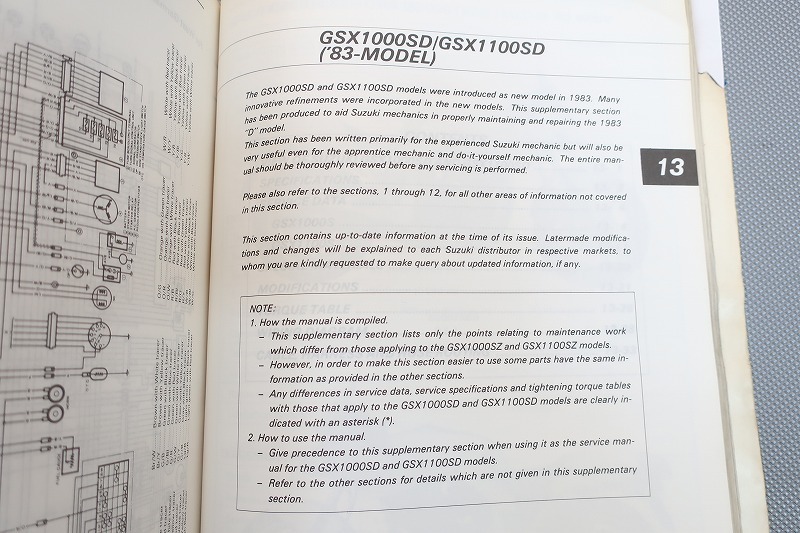 GSX1000SD/GSX1100SD
('83-MODEL)
The GSX1000SD and GSX1100SD models were introduced as new model in 1983. Many
innovative refinements were incorporated in the new models. This supplementary section
has been produced to aid Suzuki mechanics in properly maintaining and repairing the 1983
"D" model.
This section has been written primarily for the experienced Suzuki mechanic but will also be
very useful even for the apprentice mechanic and do-it-yourself mechanic. The entire man-
ual should be thoroughly reviewed before any servicing is performed.
13
Please also refer to the sections, 1 through 12, for all other areas of information not covered
in this section.
This section contains up-to-date information at the time of its issue. Latermade modifica-
tions and changes will be explained to each Suzuki distributor in respective markets, to
whom you are kindly requested to make query about updated information, if any.
NOTE:
1. How the manual is compiled.
– This supplementary section lists only the points relating to maintenance work
which differ from those applying to the GSX1000SZ and GSX1100SZ models.
– However, in order to make this section easier to use some parts have the same in-
formation as provided in the other sections.
– Any differences in service data, service specifications and tightening torque tables
with those that apply to the GSX1000SD and GSX1100SD models are clearly in-
dicated with an asterisk (*).
2. How to use the manual.
– Give precedence to this supplementary section when using it as the service man-
ual for the GSX1000SD and GSX1100SD models.
– Refer to the other sections for details which are not given in this supplementary
section.